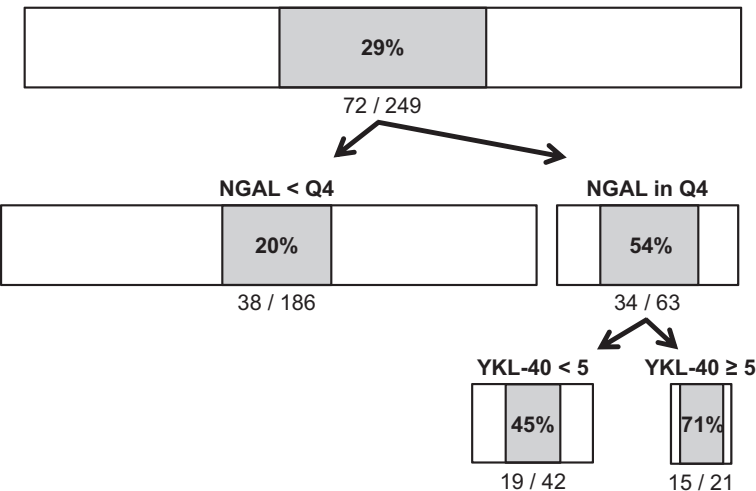 29%
72 / 249
NGAL < Q4
NGAL in Q4
20%
54%
38 / 186
34 / 63
YKL-40 < 5
YKL-40 ≥ 5
45%
71%
19 / 42
15 / 21